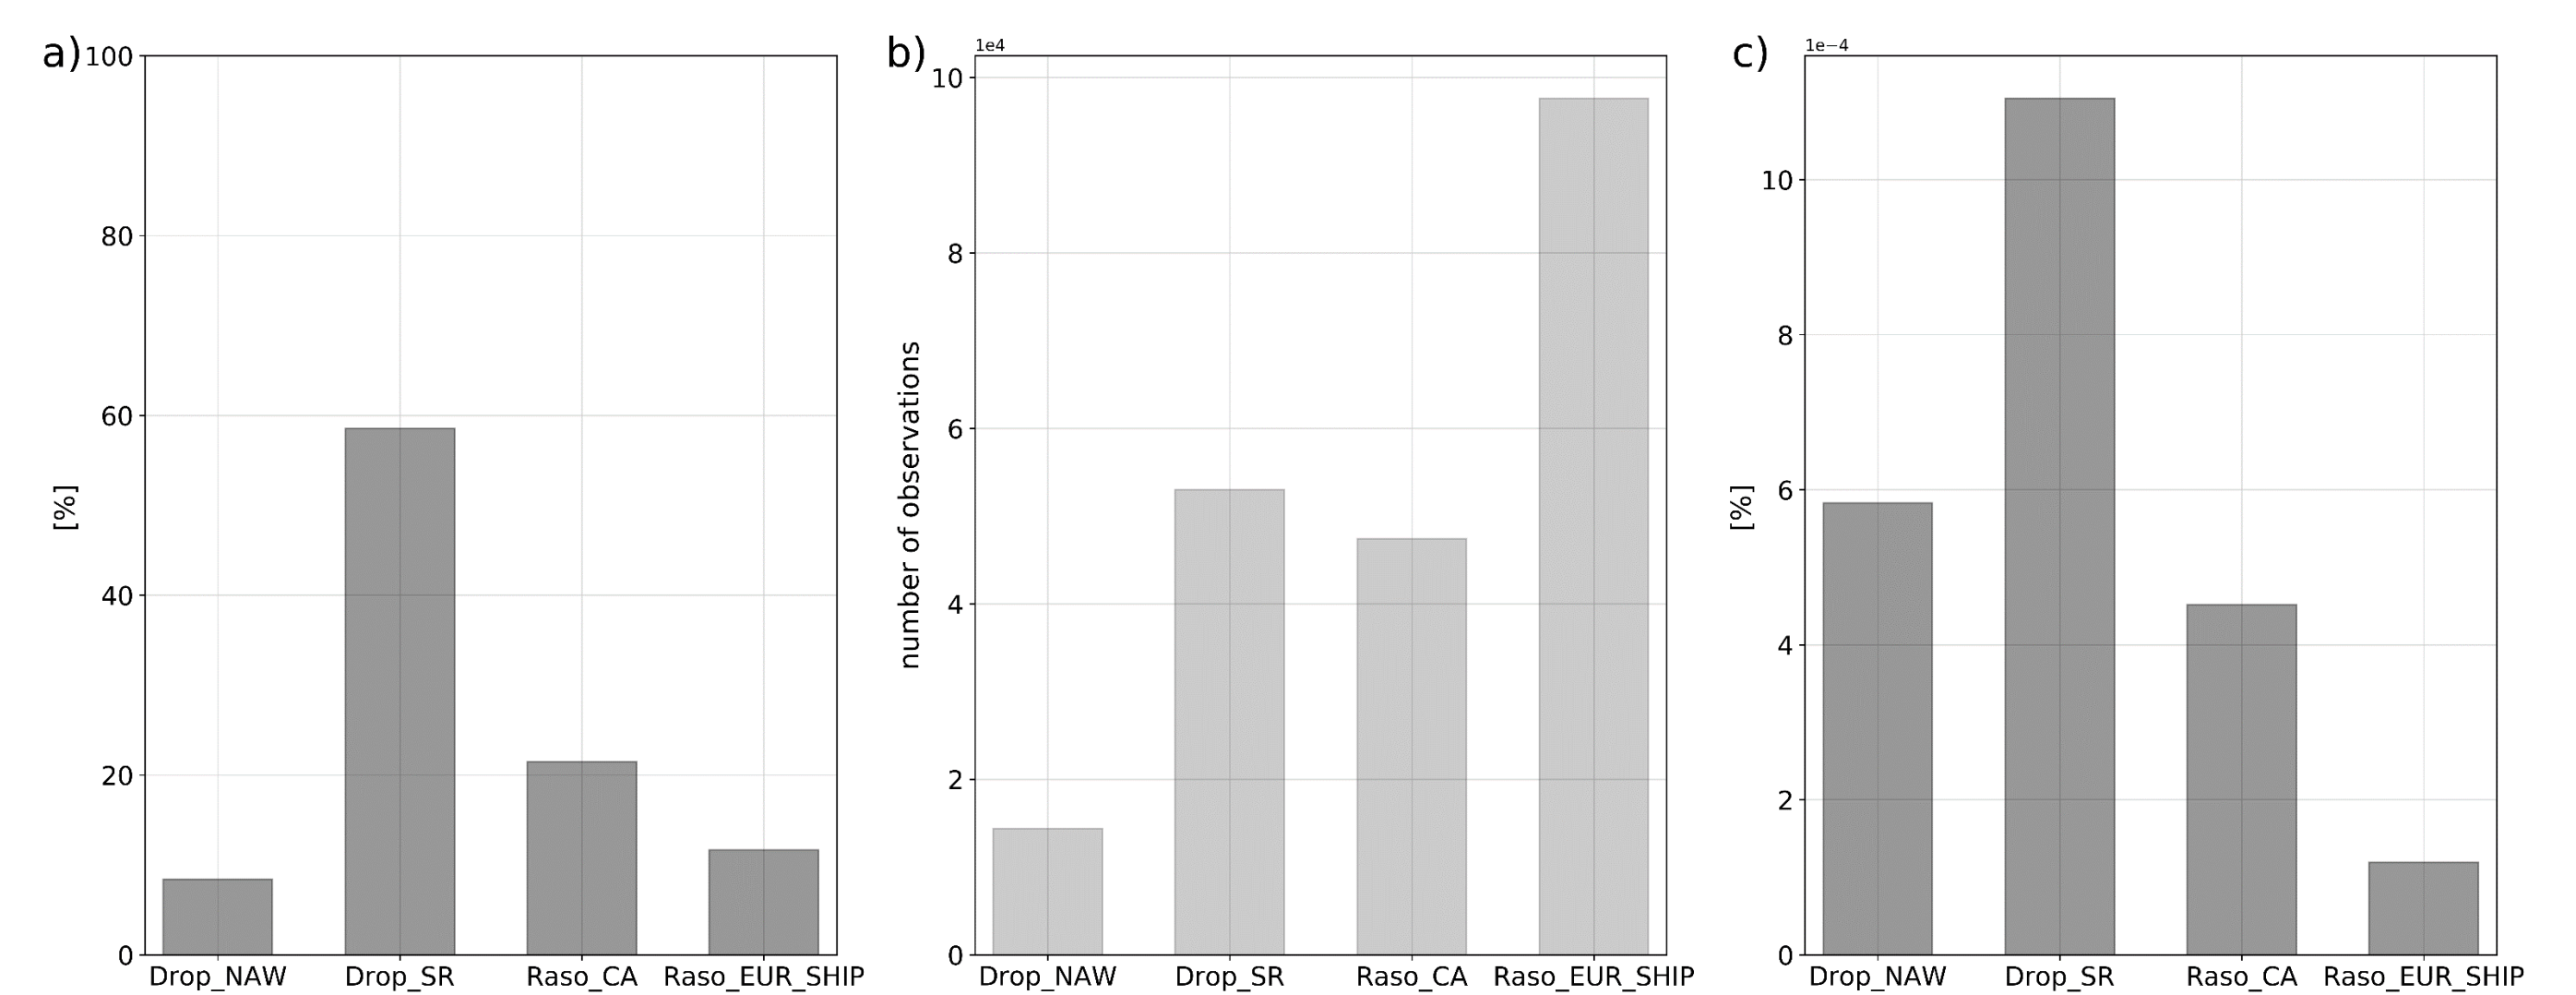 a)
100
80
60
40
20
0
[%]
Drop_NAW Drop_SR Raso_CA Raso_EUR_SHIP
b)
1e4
10
8
6
4
2
0
number of observations
Drop_NAW Drop_SR Raso_CA Raso_EUR_SHIP
c)
1e−4
10
8
6
4
2
0
[%]
Drop_NAW Drop_SR Raso_CA Raso_EUR_SHIP